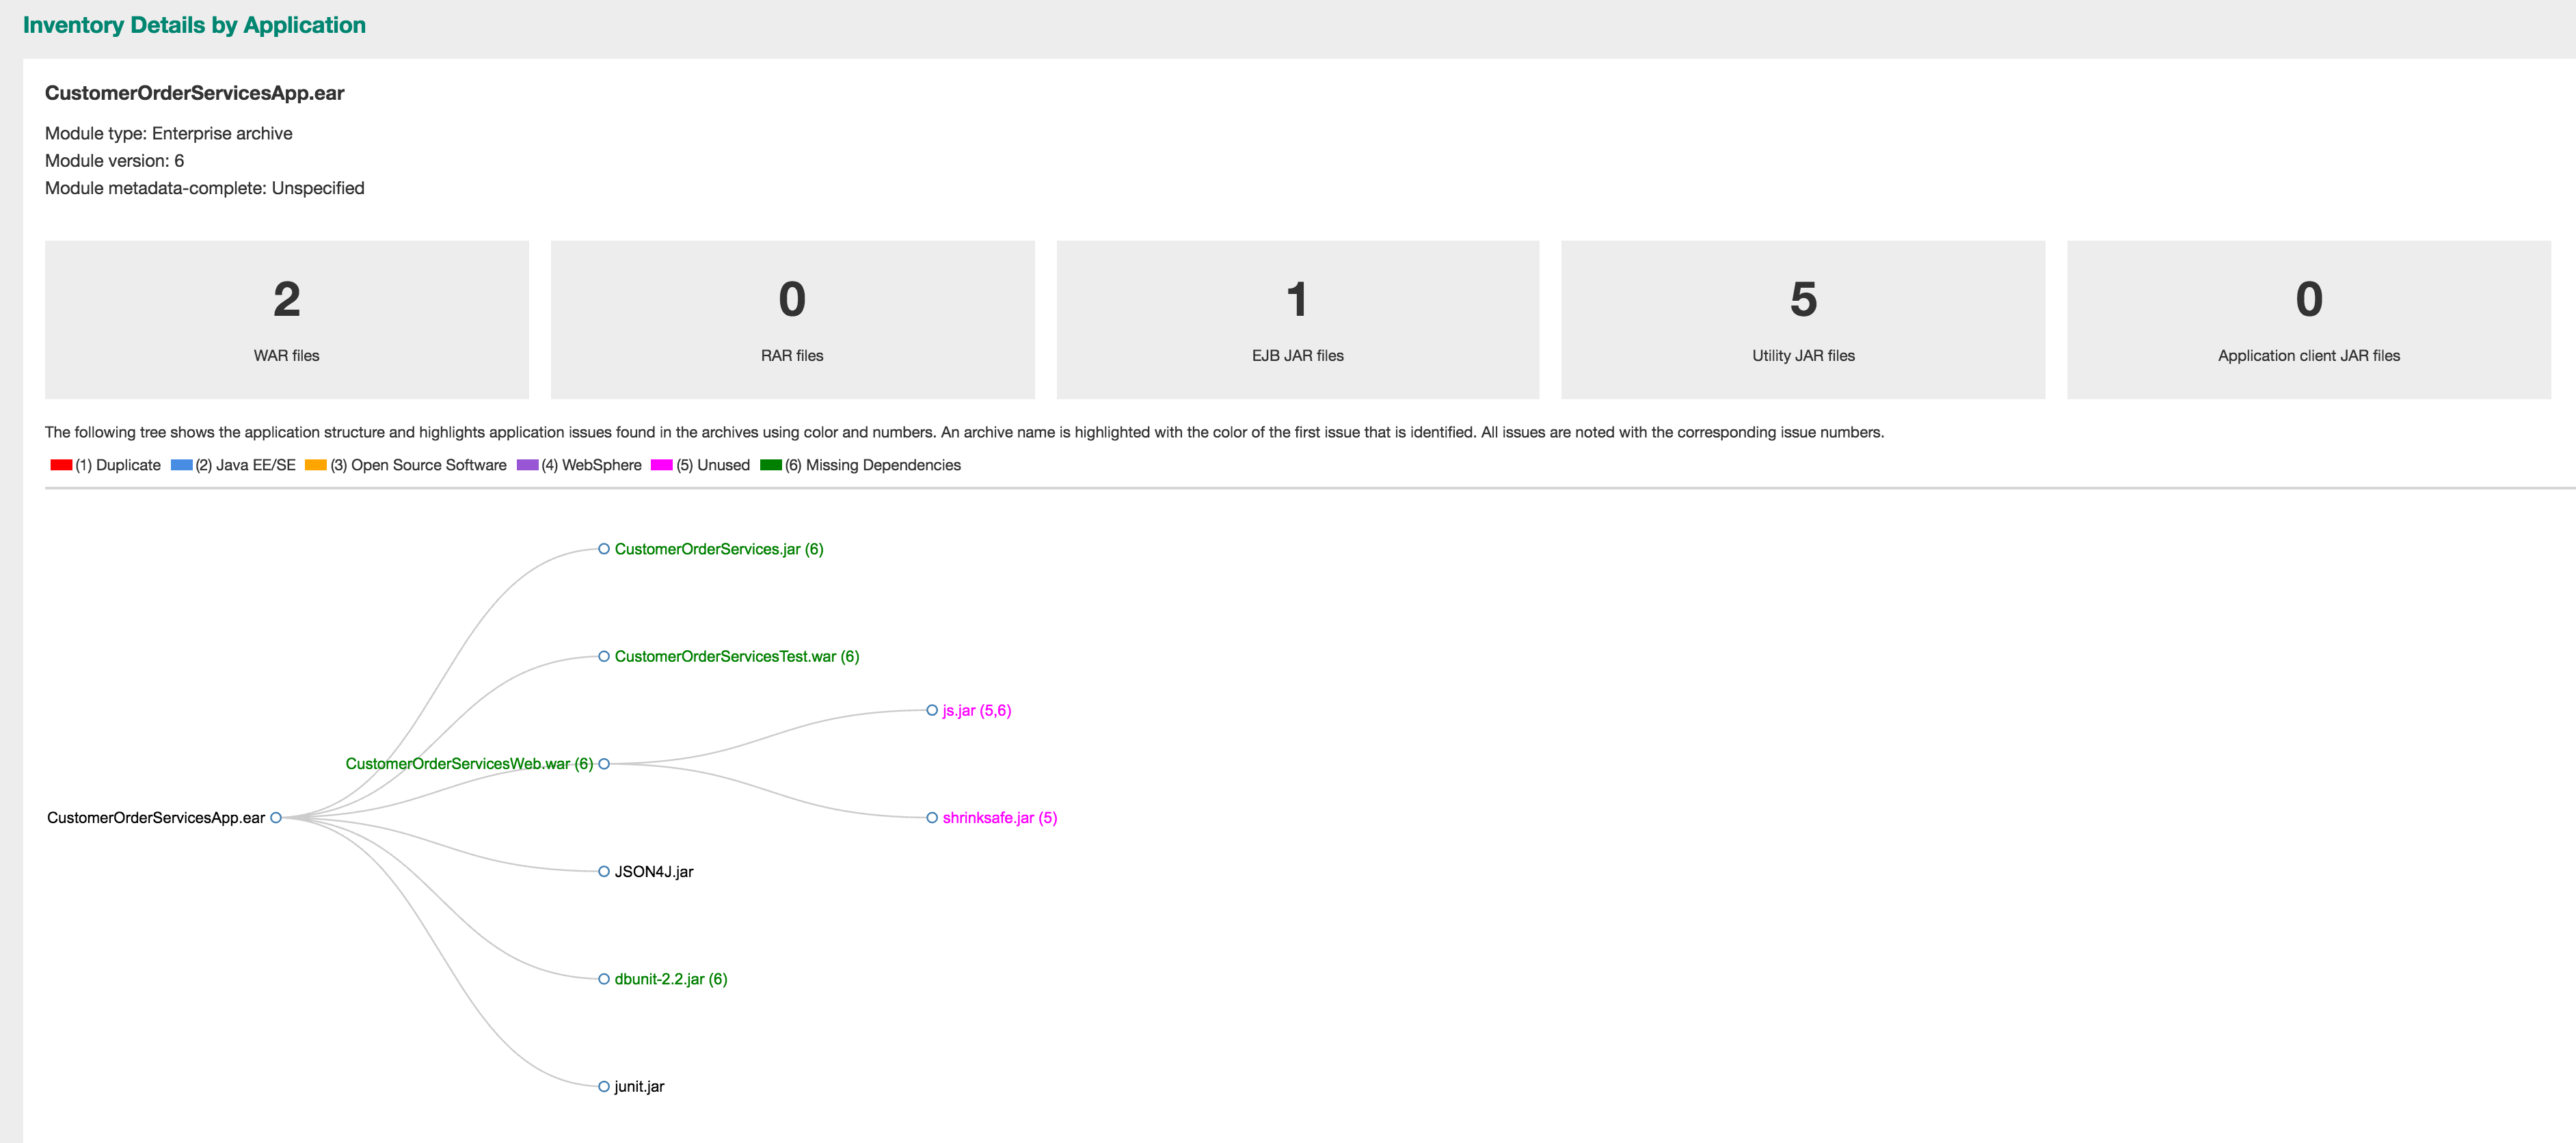 Inventory Details by Application
CustomerOrderServicesApp.ear
Module type: Enterprise archive
Module version: 6
Module metadata-complete: Unspecified
2
WAR files
0
RAR files
1
EJB JAR files
5
Utility JAR files
0
Application client JAR files
The following tree shows the application structure and highlights application issues found in the archives using color and numbers. An archive name is highlighted with the color of the first issue that is identified. All issues are noted with the corresponding issue numbers.
(1) Duplicate (2) Java EE/SE (3) Open Source Software (4) WebSphere (5) Unused (6) Missing Dependencies
CustomerOrderServices.jar (6)
CustomerOrderServicesTest.war (6)
js.jar (5,6)
CustomerOrderServicesWeb.war (6)
CustomerOrderServicesApp.ear
shrinksafe.jar (5)
JSON4J.jar
dbunit-2.2.jar (6)
junit.jar